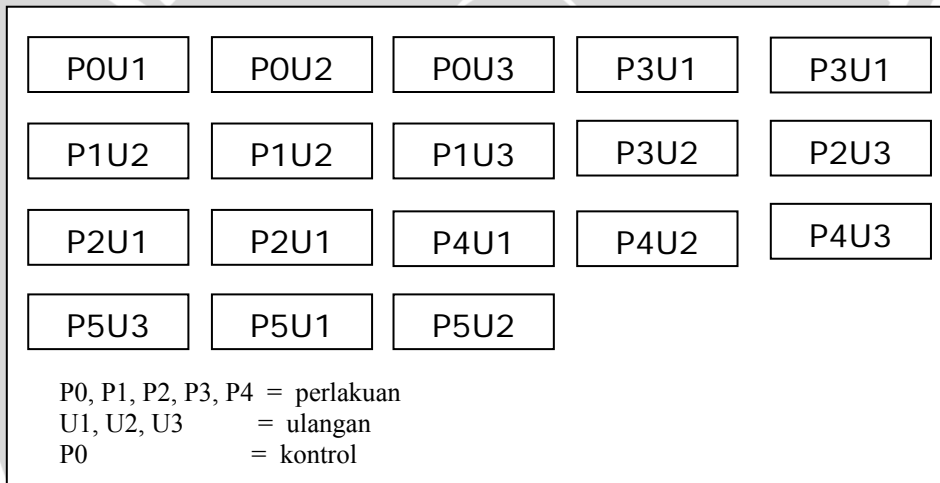 P0U1 P0U2 P0U3 P3U1 P3U1
P1U2 P1U2 P1U3 P3U2 P2U3
P2U1 P2U1 P4U1 P4U2 P4U3
P5U3 P5U1 P5U2
P0, P1, P2, P3, P4 = perlakuan
U1, U2, U3 = ulangan
P0 = kontrol